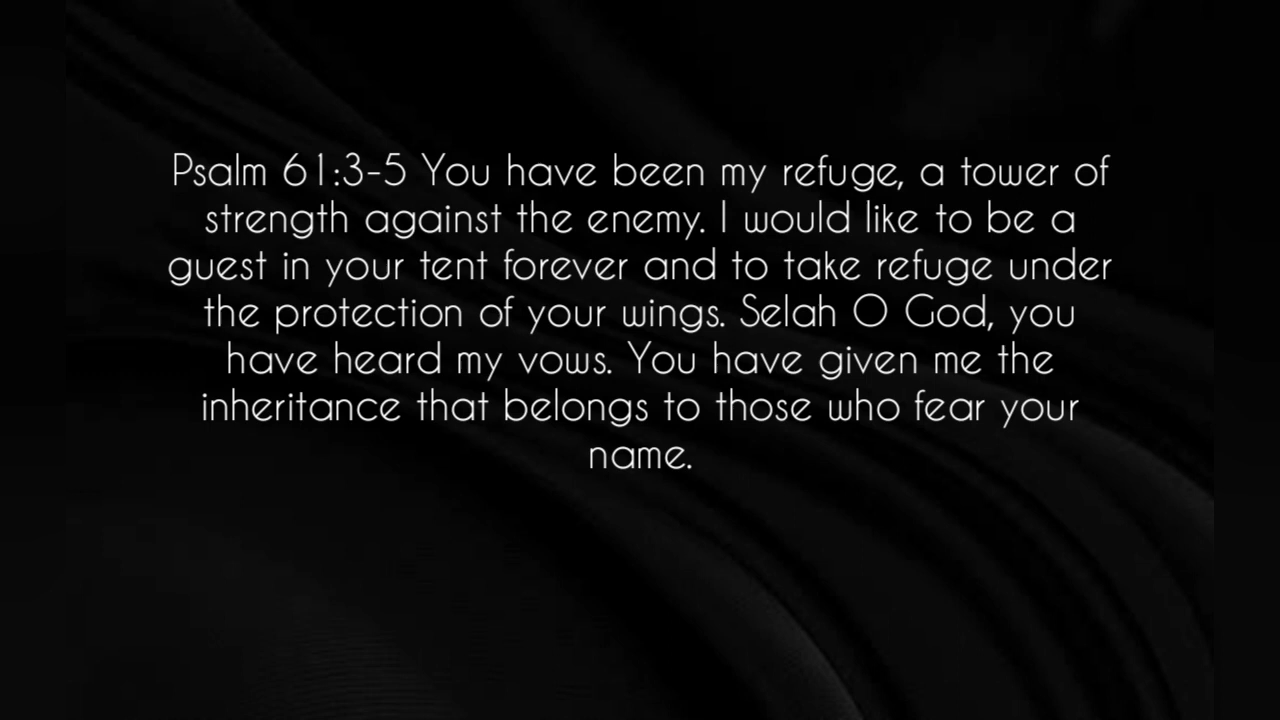 Psalm 61:3-5 You have been my refuge, a tower of
strength against the enemy. I would like to be a
guest in your tent forever and to take refuge under
the protection of your wings. Selah O God, you
have heard my vows. You have given me the
inheritance that belongs to those who fear your
name.